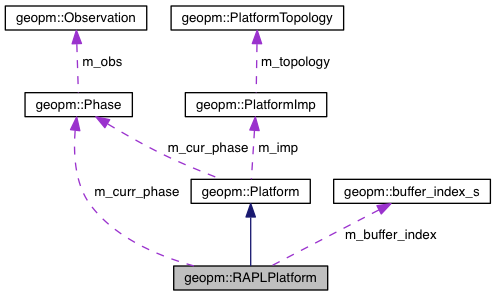 geopm::Observation
geopm::PlatformTopology
m_obs
m_topology
geopm::Phase
geopm::PlatformImp
m_cur_phase
m_imp
m_curr_phase
geopm::Platform
geopm::buffer_index_s
m_buffer_index
geopm::RAPLPlatform